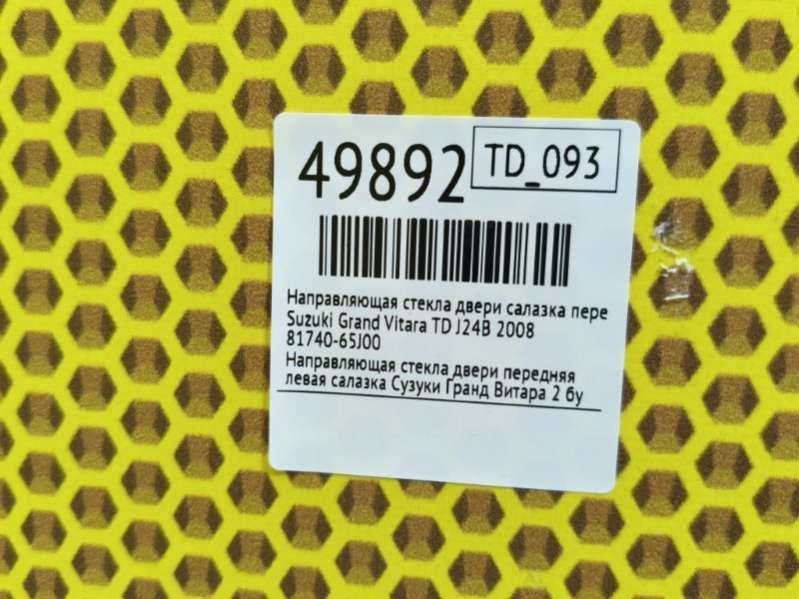 49892
TD_093
Направляющая стекла двери салазка пере
Suzuki Grand Vitara TD J24B 2008
81740-65J00
Направляющая стекла двери передняя
левая салазка Сузуки Гранд Витара 2 бу